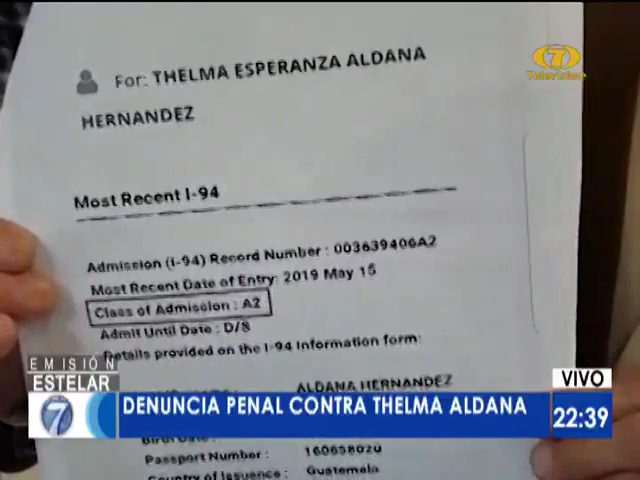 7
Televisiete
For: THELMA ESPERANZA ALDANA
HERNANDEZ
Most Recent I-94
Admission (I-94) Record Number : 003639406A2
Most Recent Date of Entry: 2019 May 15
Class of Admission : A2
Admit Until Date : D/S
Details provided on the I-94 Information form:
ALDANA HERNANDEZ
EMISIÓN
ESTELAR
7
DENUNCIA PENAL CONTRA THELMA ALDANA
VIVO
22:39
Birth Date
Passport Number : 160658020
Country of Issuance : Guatemala